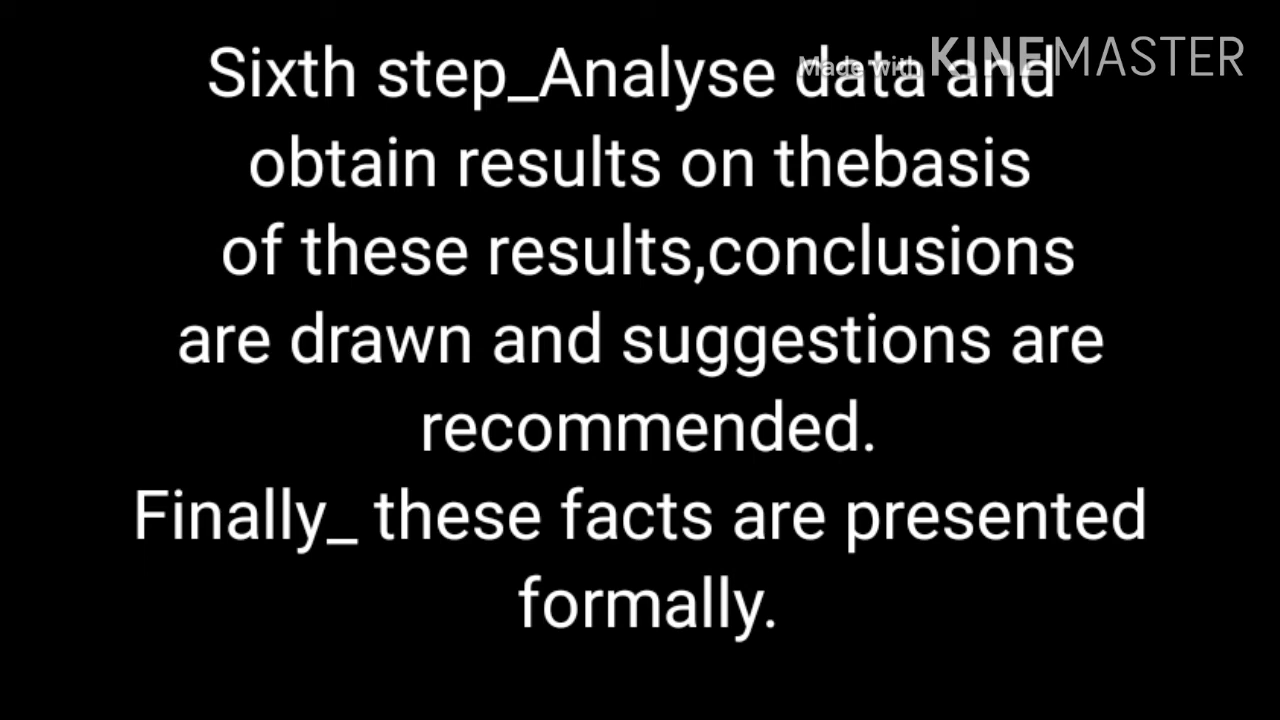 Made with KINEMASTER
Sixth step_Analyse data and
obtain results on thebasis
of these results,conclusions
are drawn and suggestions are
recommended.
Finally_ these facts are presented
formally.